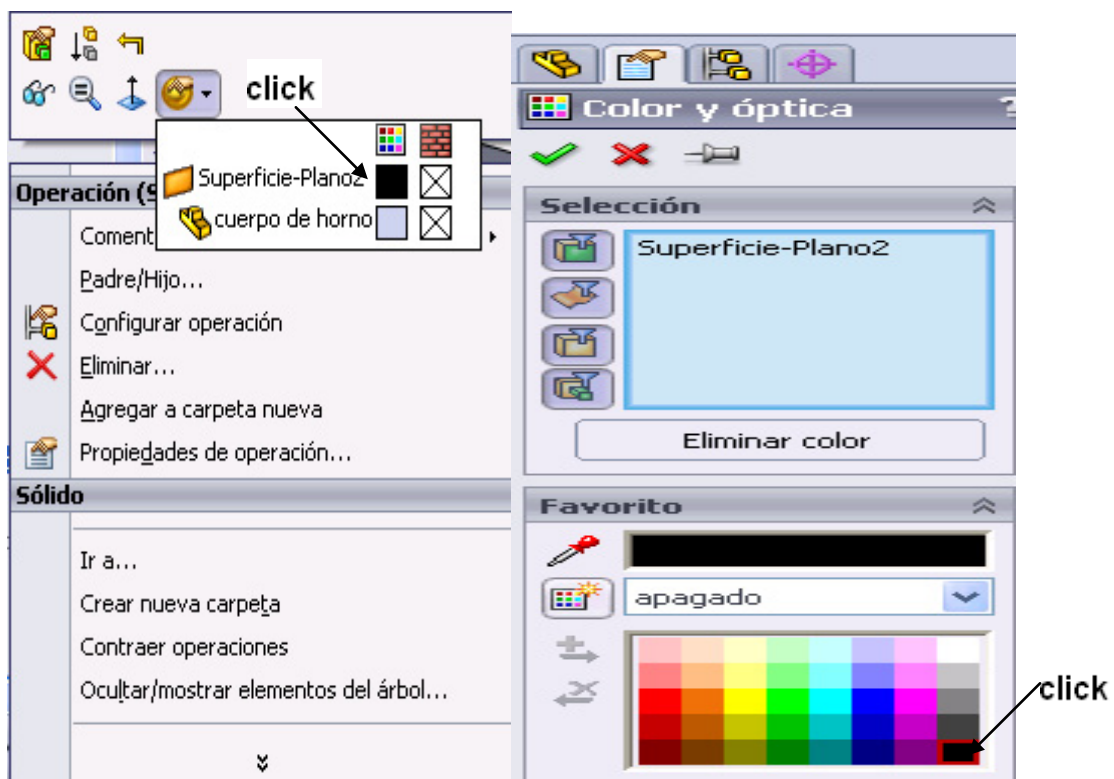 click
Superficie-Plano2
cuerpo de horno
Operación (S
Coment
Padre/Hijo...
Configurar operación
Eliminar...
Agregar a carpeta nueva
Propiedades de operación...
Sólido
Ir a...
Crear nueva carpeta
Contraer operaciones
Ocultar/mostrar elementos del árbol...
Color y óptica ?
Selección
Superficie-Plano2
Eliminar color
Favorito
apagado
click